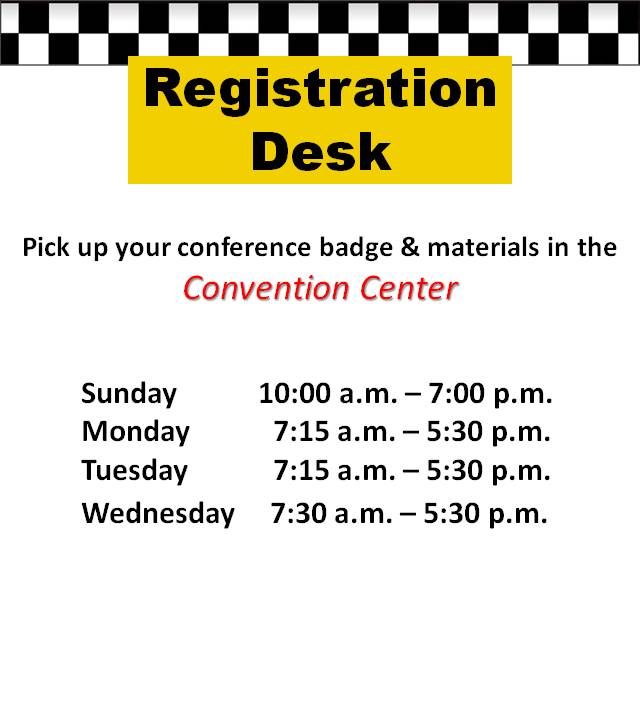 Registration
Desk
Pick up your conference badge & materials in the
Convention Center
Sunday 10:00 a.m. – 7:00 p.m.
Monday 7:15 a.m. – 5:30 p.m.
Tuesday 7:15 a.m. – 5:30 p.m.
Wednesday 7:30 a.m. – 5:30 p.m.